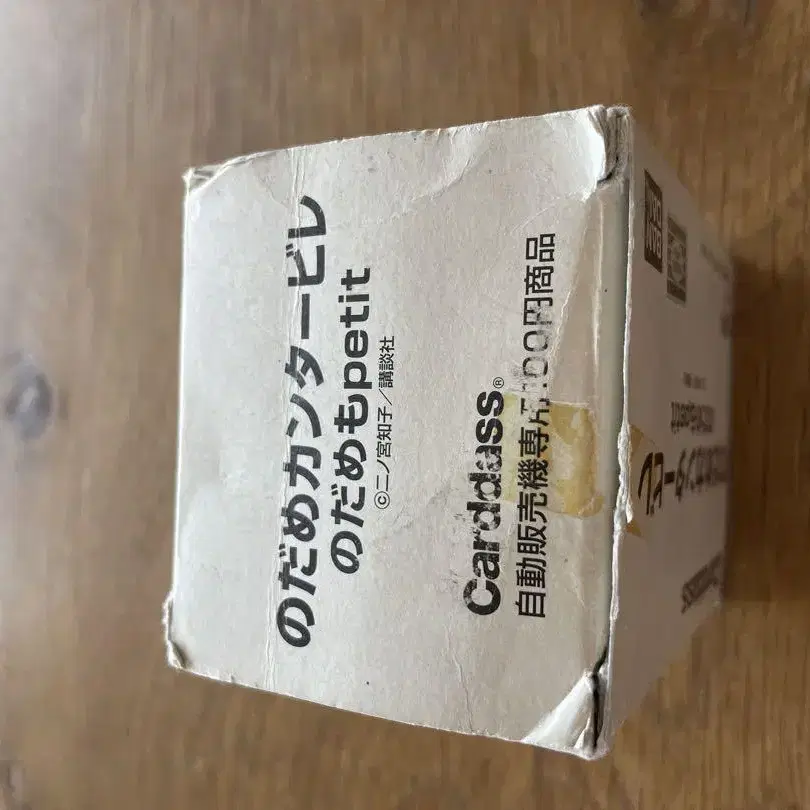 のだめカンタービレ
のだめもpetit
©二ノ宮知子/講談社
Carddass®
自動販売機専用100円商品